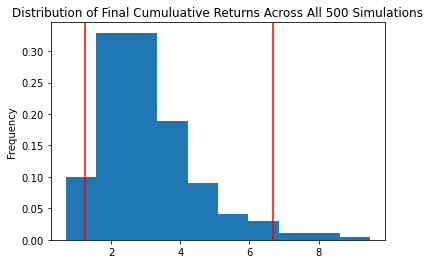 Distribution of Final Cumuluative Returns Across All 500 Simulations
Frequency
0.30
0.25
0.20
0.15
0.10
0.05
0.00
2 4 6 8